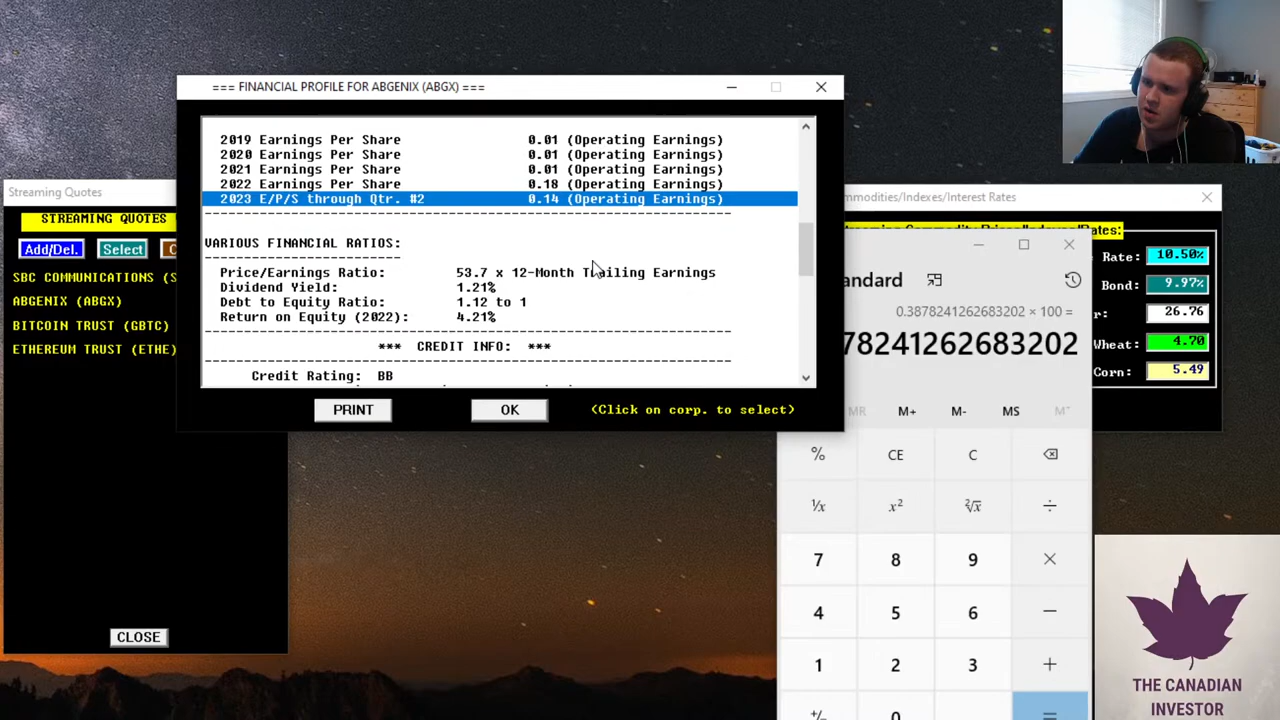 === FINANCIAL PROFILE FOR ABGENIX (ABGX) ===
2019 Earnings Per Share 0.01 (Operating Earnings)
2020 Earnings Per Share 0.01 (Operating Earnings)
2021 Earnings Per Share 0.01 (Operating Earnings)
2022 Earnings Per Share 0.18 (Operating Earnings)
2023 E/P/S through Qtr. #2 0.14 (Operating Earnings)
VARIOUS FINANCIAL RATIOS:
Price/Earnings Ratio: 53.7 x 12-Month Trailing Earnings
Dividend Yield: 1.21%
Debt to Equity Ratio: 1.12 to 1
Return on Equity (2022): 4.21%
*** CREDIT INFO: ***
Credit Rating: BB
PRINT
OK
(Click on corp. to select)
Streaming Quotes
STREAMING QUOTES
Add/Del.
Select
SBC COMMUNICATIONS (S
ABGENIX (ABGX)
BITCOIN TRUST (GBTC)
ETHEREUM TRUST (ETHE)
CLOSE
mmodities/Indexes/Interest Rates
Rate: 10.50%
Bond: 9.97%
r: 26.76
Wheat: 4.70
Corn: 5.49
andard
0.3878241262683202 × 100 =
78241262683202
MR M+ M- MS M˅
% CE C
¹/x x² ²√x ÷
7 8 9 ×
4 5 6 −
1 2 3 +
+/- 0 =
THE CANADIAN
INVESTOR